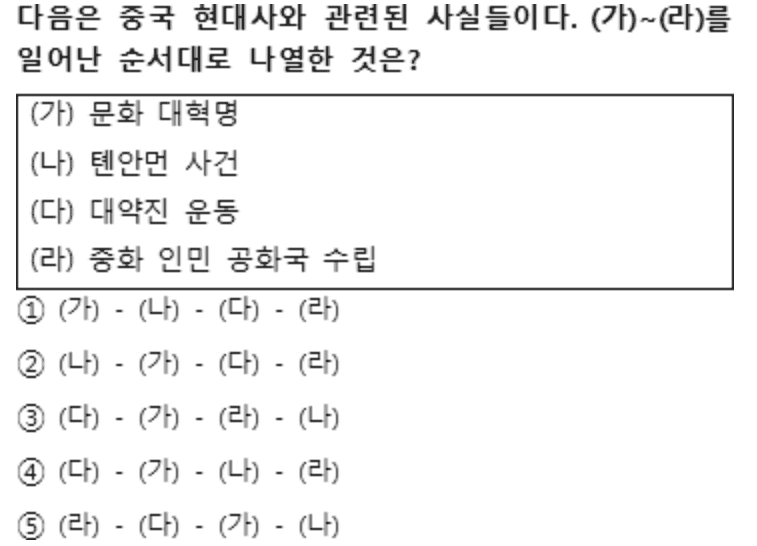 다음은 중국 현대사와 관련된 사실들이다. (가)~(라)를
일어난 순서대로 나열한 것은?
(가) 문화 대혁명
(나) 톈안먼 사건
(다) 대약진 운동
(라) 중화 인민 공화국 수립
① (가) - (나) - (다) - (라)
② (나) - (가) - (다) - (라)
③ (다) - (가) - (라) - (나)
④ (다) - (가) - (나) - (라)
⑤ (라) - (다) - (가) - (나)